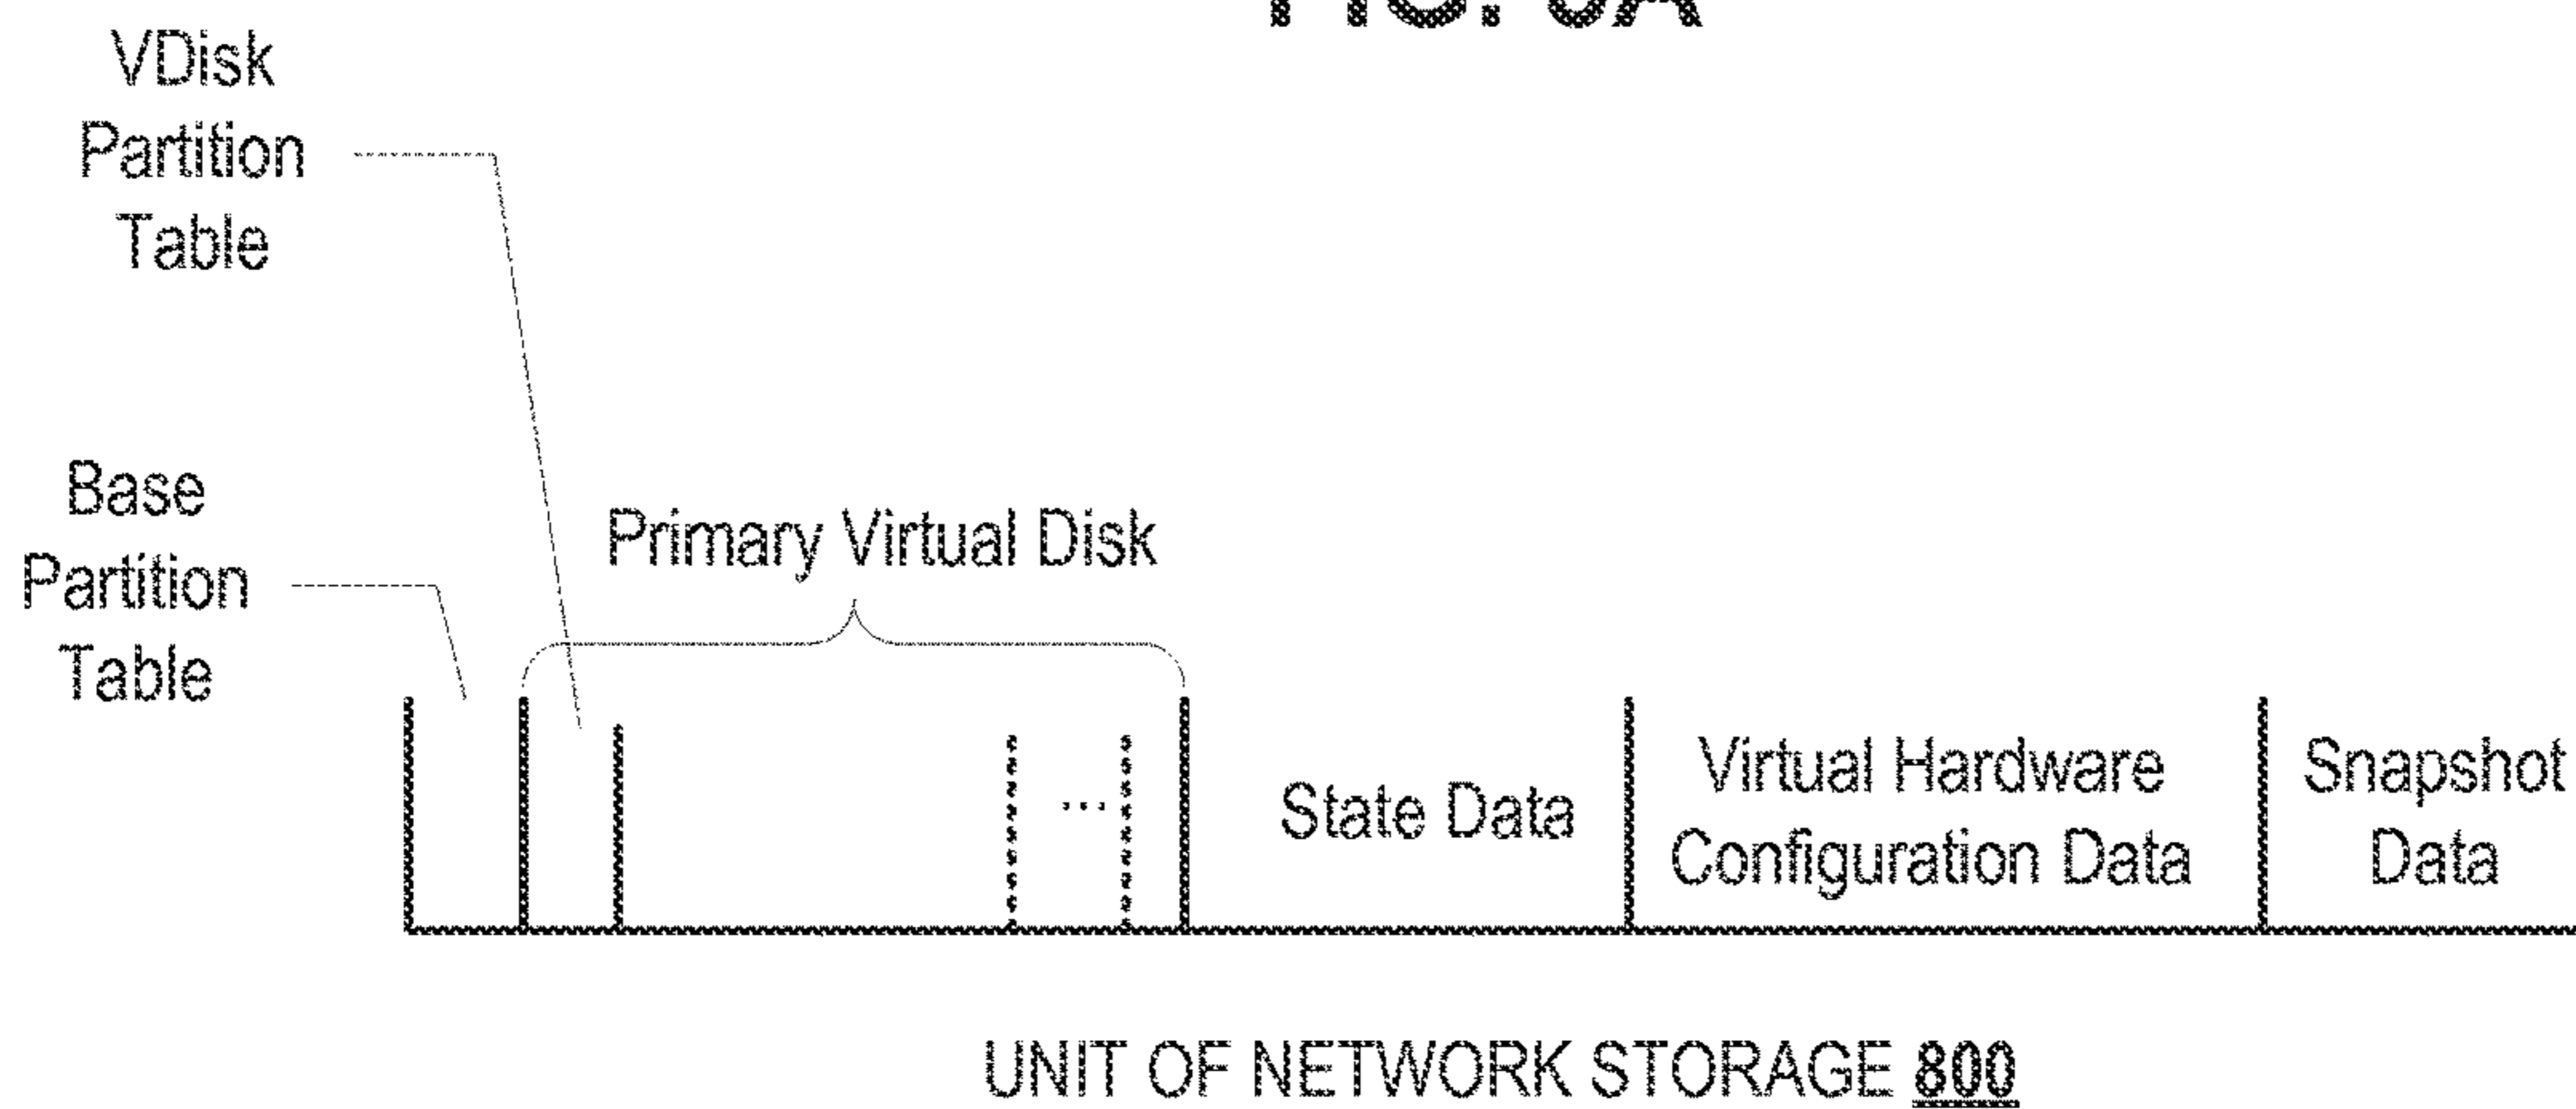 VDisk
Partition
Table
Base
Partition
Table
Primary Virtual Disk
...
State Data
Virtual Hardware
Configuration Data
Snapshot
Data
UNIT OF NETWORK STORAGE 800